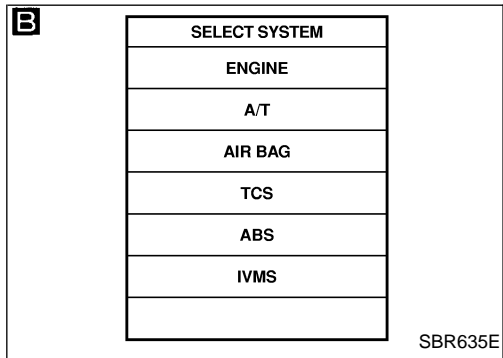 B
SELECT SYSTEM
ENGINE
A/T
AIR BAG
TCS
ABS
IVMS
SBR635E